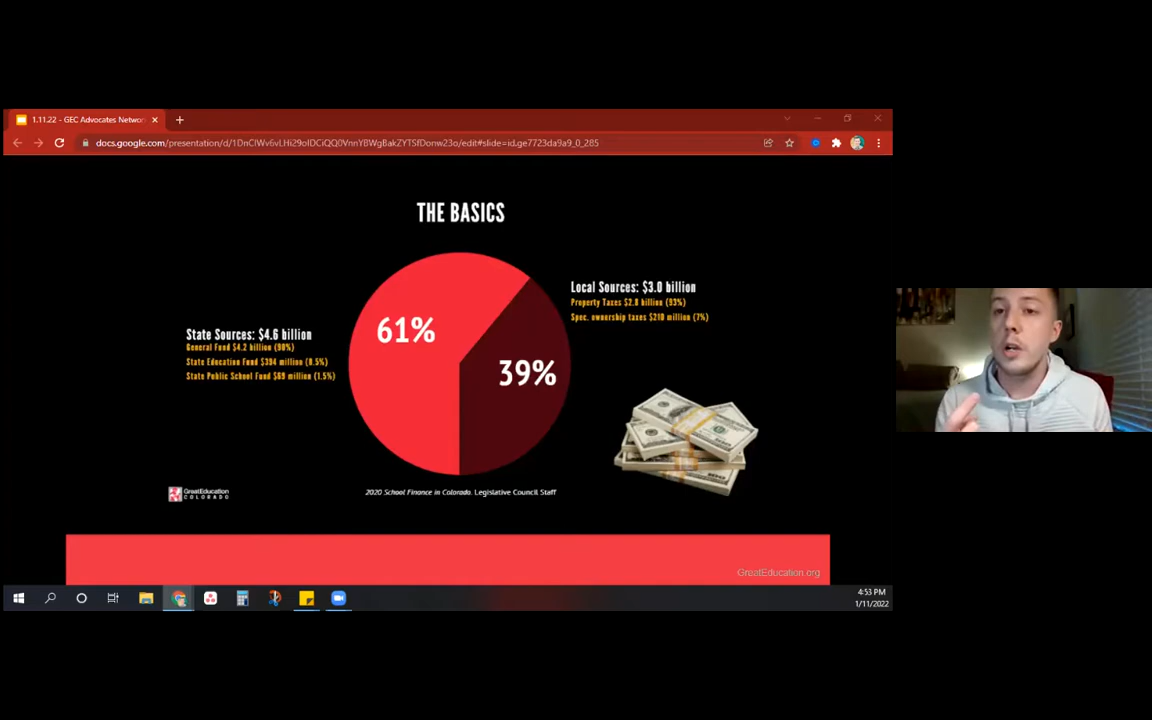 1.11.22 - GEC Advocates Networ
docs.google.com/presentation/d/1DnClWv6vLHi29oIDCiQQ0VnnYBWgBakZYTSfDonw23o/edit#slide=id.ge7723da9a9_0_285
THE BASICS
61%
39%
State Sources: $4.6 billion
General Fund $4.2 billion (90%)
State Education Fund $394 million (8.5%)
State Public School Fund $69 million (1.5%)
Local Sources: $3.0 billion
Property Taxes $2.8 billion (93%)
Spec. ownership taxes $210 million (7%)
GreatEducation
COLORADO
2020 School Finance in Colorado. Legislative Council Staff
GreatEducation.org
4:53 PM
1/11/2022